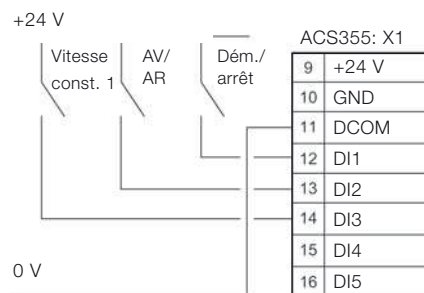 +24 V
ACS355: X1
Vitesse
const. 1
AV/
AR
Dém./
arrêt
9 +24 V
10 GND
11 DCOM
12 DI1
13 DI2
14 DI3
15 DI4
0 V
16 DI5